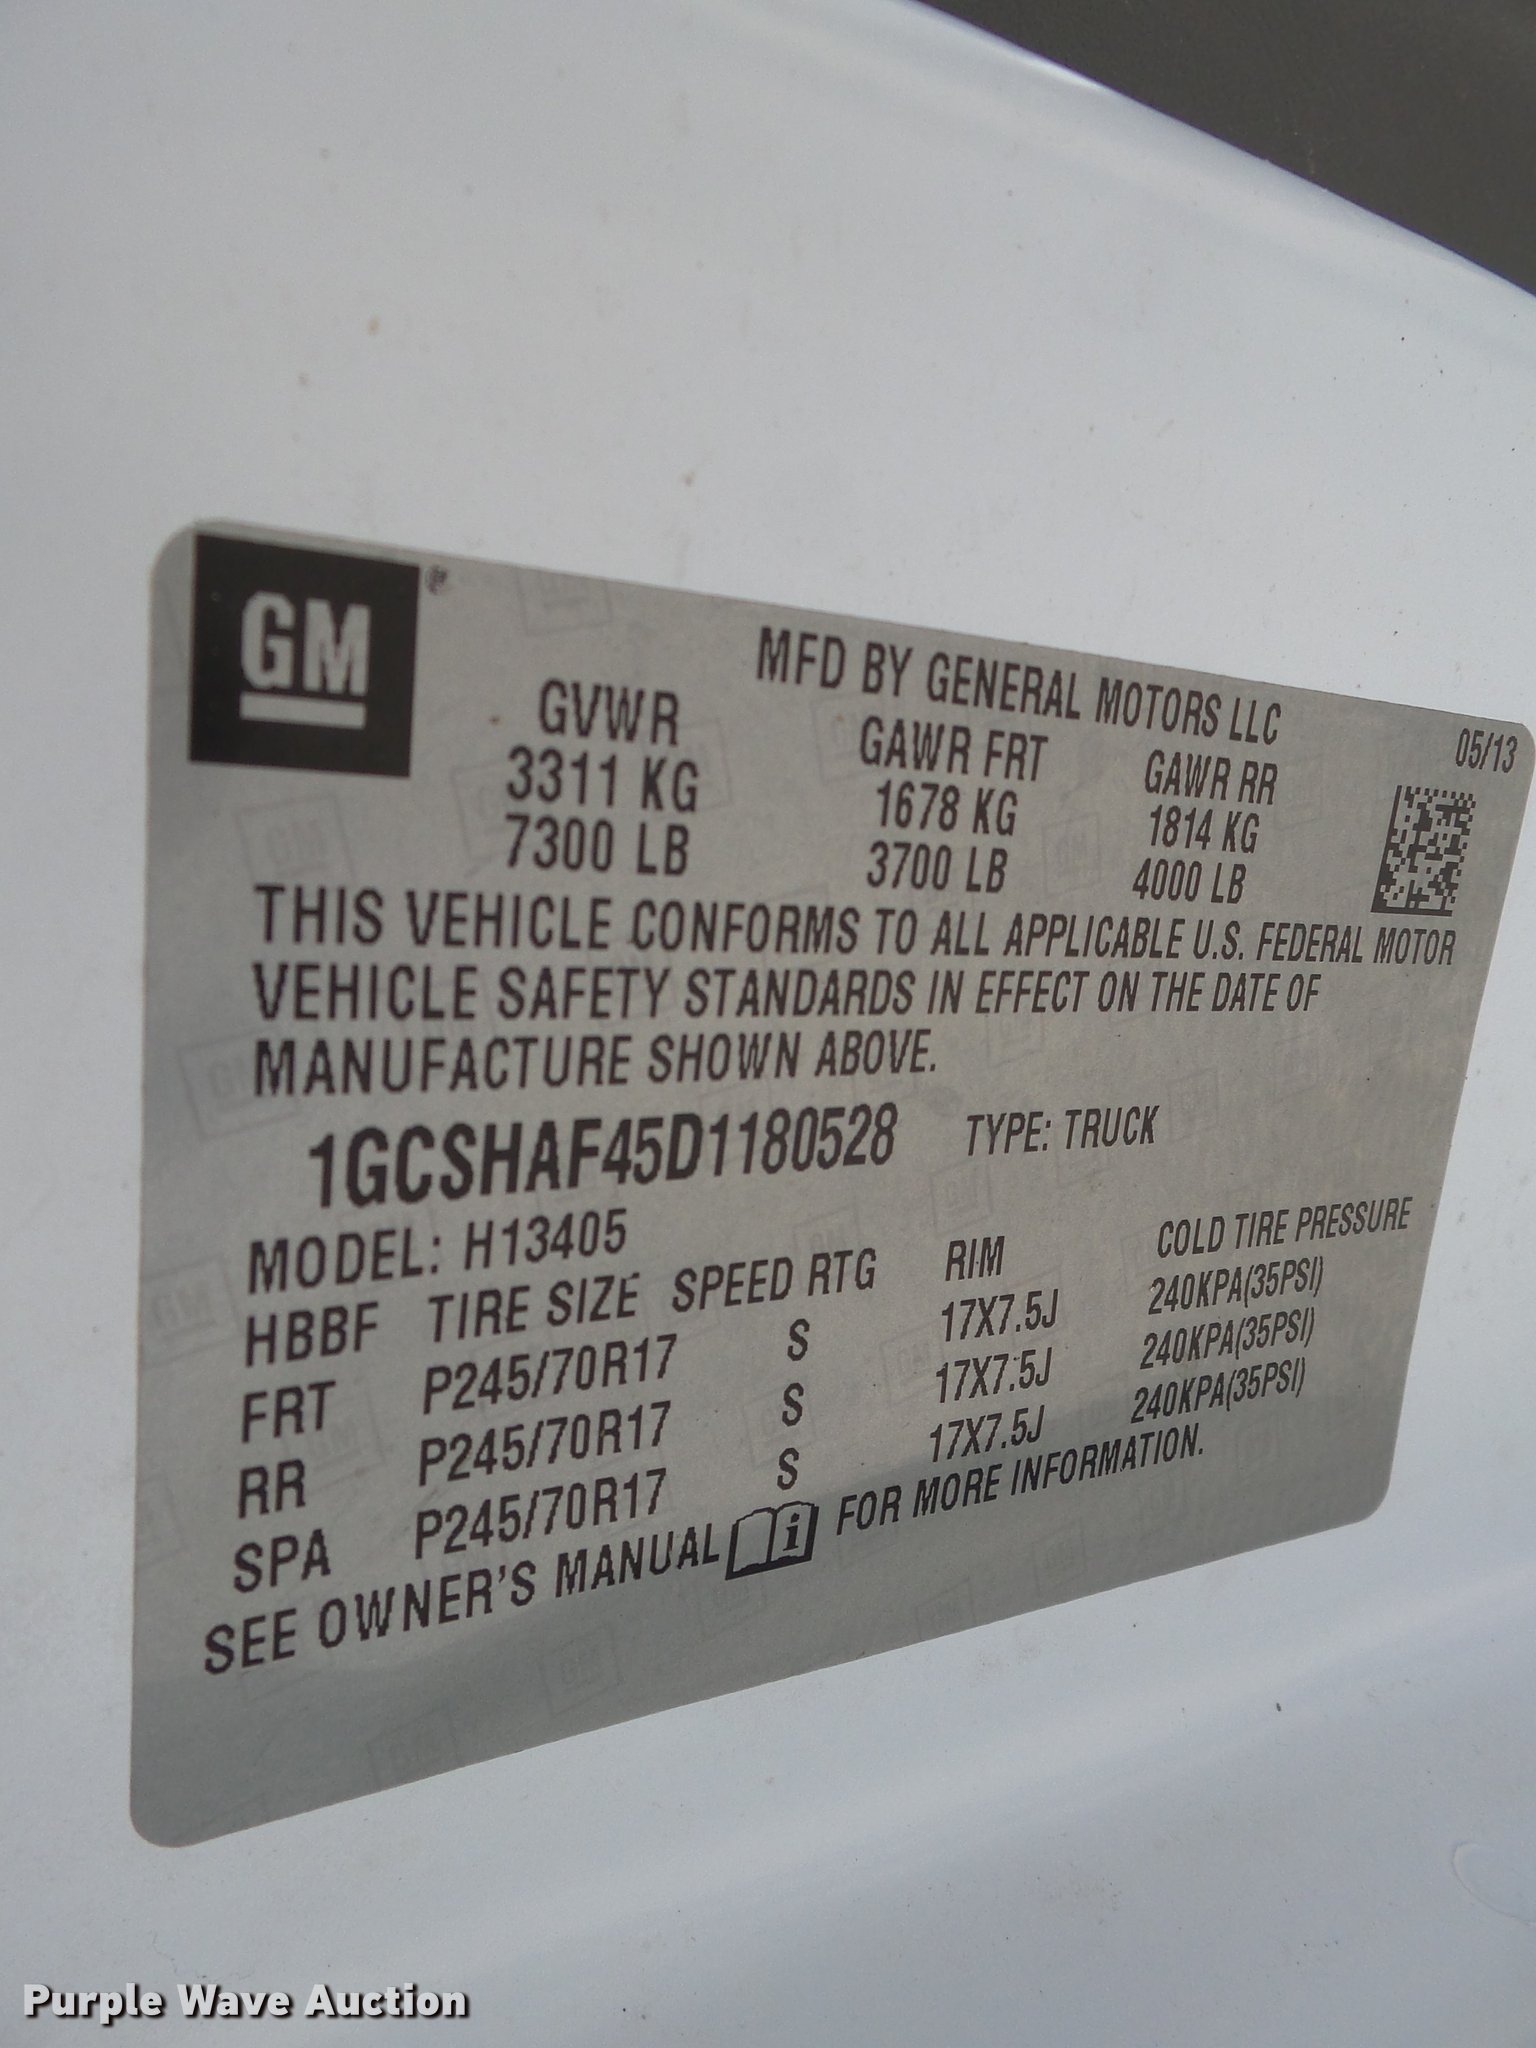 GM
MFD BY GENERAL MOTORS LLC
05/13
GVWR GAWR FRT GAWR RR
3311 KG 1678 KG 1814 KG
7300 LB 3700 LB 4000 LB
THIS VEHICLE CONFORMS TO ALL APPLICABLE U.S. FEDERAL MOTOR
VEHICLE SAFETY STANDARDS IN EFFECT ON THE DATE OF
MANUFACTURE SHOWN ABOVE.
1GCSHAF45D1180528 TYPE: TRUCK
MODEL: H13405
HBBF TIRE SIZE SPEED RTG RIM COLD TIRE PRESSURE
FRT P245/70R17 S 17X7.5J 240KPA(35PSI)
RR P245/70R17 S 17X7.5J 240KPA(35PSI)
SPA P245/70R17 S 17X7.5J 240KPA(35PSI)
SEE OWNER'S MANUAL i FOR MORE INFORMATION.
Purple Wave Auction